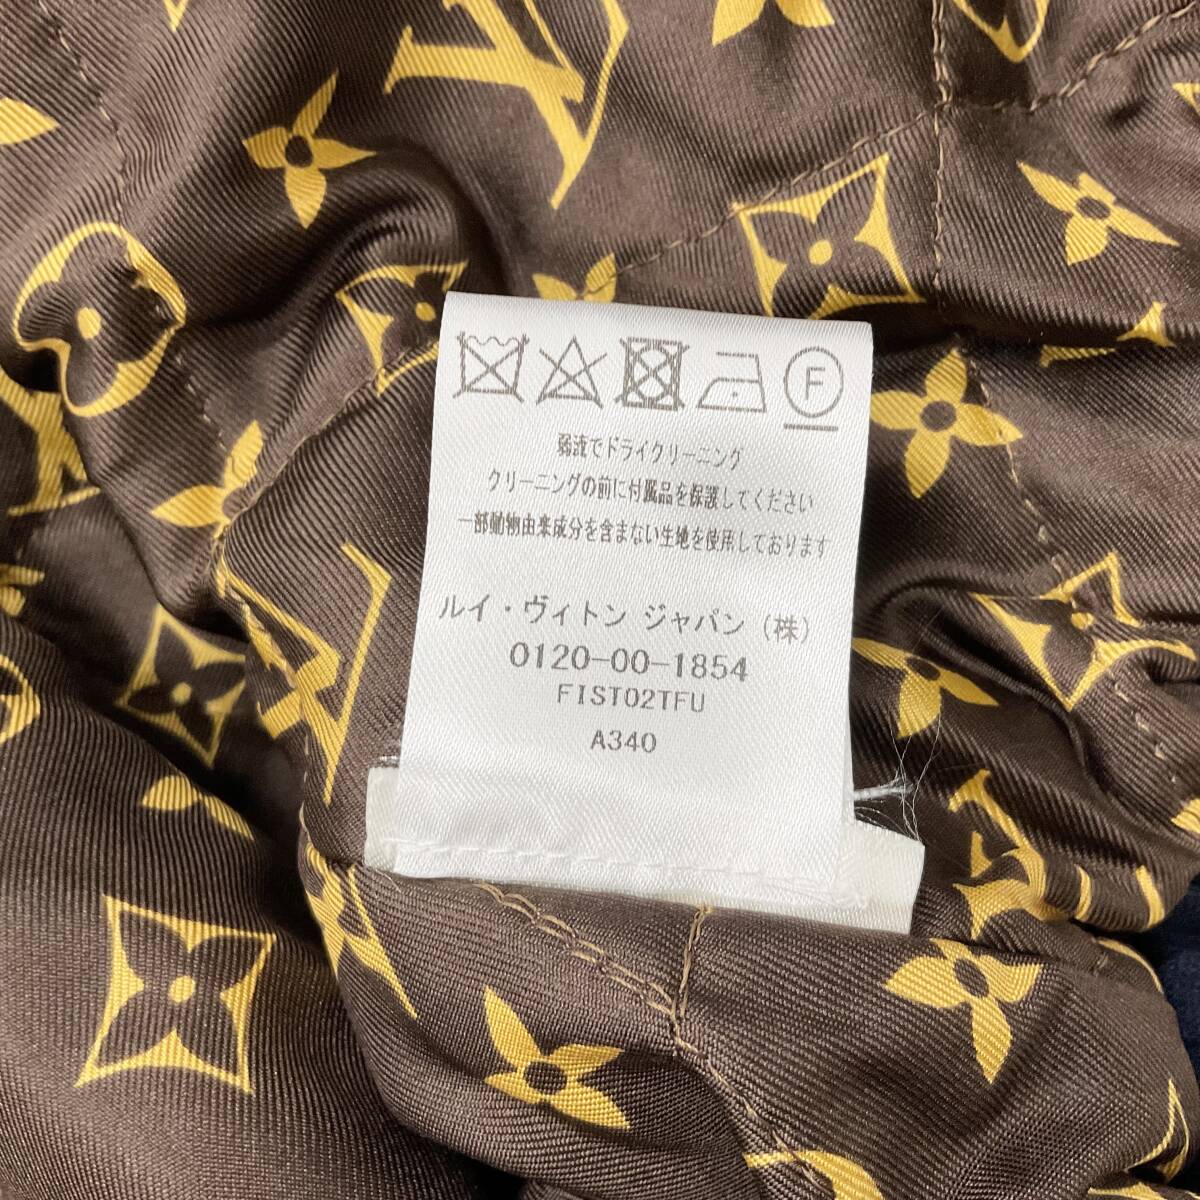 F
弱流でドライクリーニング
クリーニングの前に付属品を保護してください
一部動物由来成分を含まない生地を使用しております
ルイ・ヴィトン ジャパン (株)
0120-00-1854
FIST02TFU
A340